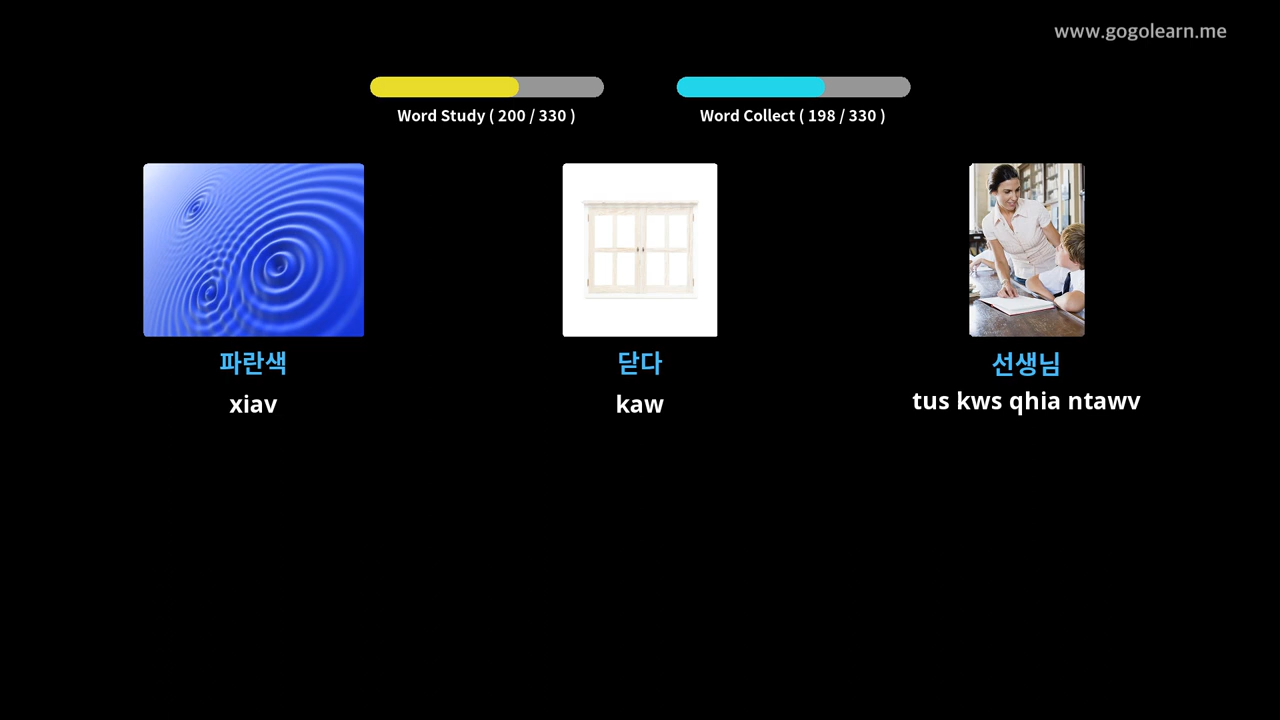 www.gogolearn.me
Word Study ( 200 / 330 )
Word Collect ( 198 / 330 )
파란색
닫다
선생님
xiav
kaw
tus kws qhia ntawv